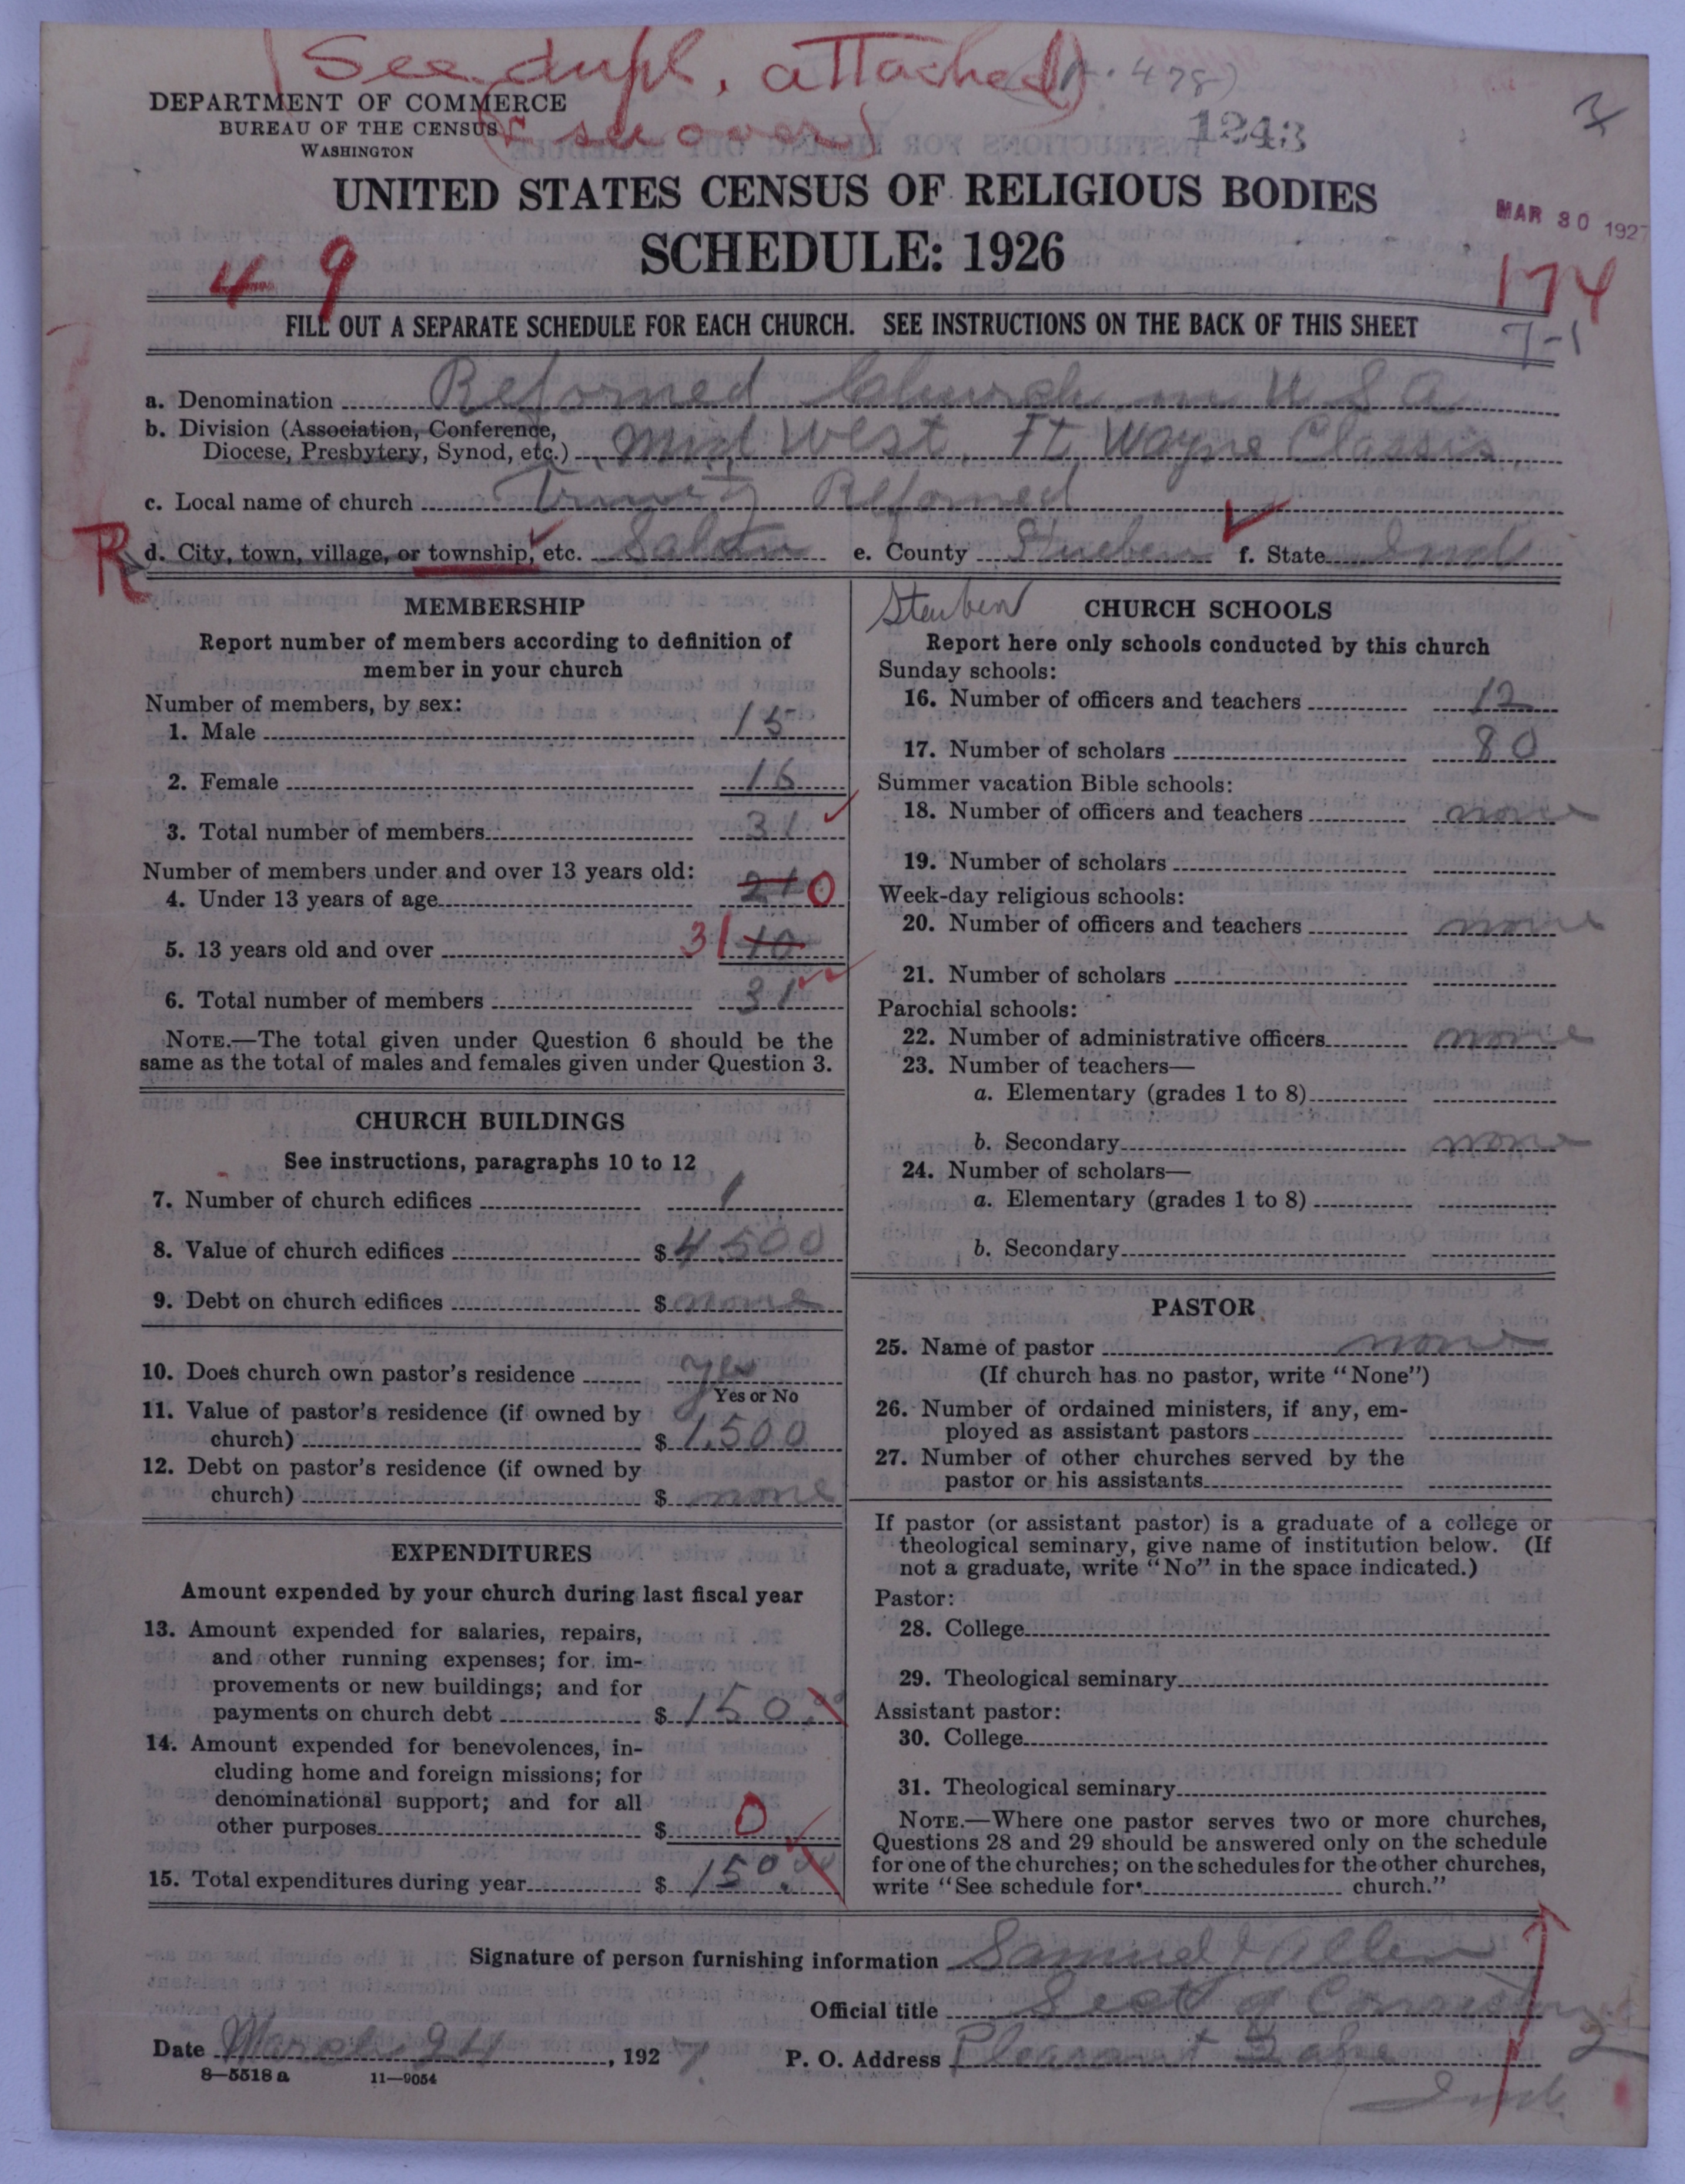 (See dupl. attached)
(A. 478)
DEPARTMENT OF COMMERCE
BUREAU OF THE CENSUS
WASHINGTON
(& see over)
1243
UNITED STATES CENSUS OF RELIGIOUS BODIES
MAR 30 1927
SCHEDULE: 1926
4 9
174
FILL OUT A SEPARATE SCHEDULE FOR EACH CHURCH. SEE INSTRUCTIONS ON THE BACK OF THIS SHEET
7-1
a. Denomination Reformed Church in U S A
b. Division (Association, Conference,
Diocese, Presbytery, Synod, etc.) Mid West. Ft. Wayne Classis.
c. Local name of church Trinity Reformed
R d. City, town, village, or township, etc. Salem e. County Stueben f. State Ind
MEMBERSHIP
Report number of members according to definition of
member in your church
Number of members, by sex:
1. Male 15
2. Female 16
3. Total number of members 31
Number of members under and over 13 years old:
4. Under 13 years of age 21 0
5. 13 years old and over 31 10
6. Total number of members 31
NOTE.—The total given under Question 6 should be the
same as the total of males and females given under Question 3.
CHURCH BUILDINGS
See instructions, paragraphs 10 to 12
7. Number of church edifices 1
8. Value of church edifices $ 4500
9. Debt on church edifices $ none
10. Does church own pastor's residence yes
Yes or No
11. Value of pastor's residence (if owned by
church) $ 1,500
12. Debt on pastor's residence (if owned by
church) $ none
EXPENDITURES
Amount expended by your church during last fiscal year
13. Amount expended for salaries, repairs,
and other running expenses; for im-
provements or new buildings; and for
payments on church debt $ 150.00
14. Amount expended for benevolences, in-
cluding home and foreign missions; for
denominational support; and for all
other purposes $ 0
15. Total expenditures during year $ 150.00
Steuben
CHURCH SCHOOLS
Report here only schools conducted by this church
Sunday schools:
16. Number of officers and teachers 12
17. Number of scholars 80
Summer vacation Bible schools:
18. Number of officers and teachers none
19. Number of scholars
Week-day religious schools:
20. Number of officers and teachers none
21. Number of scholars
Parochial schools:
22. Number of administrative officers none
23. Number of teachers—
a. Elementary (grades 1 to 8)
b. Secondary none
24. Number of scholars—
a. Elementary (grades 1 to 8)
b. Secondary
PASTOR
25. Name of pastor none
(If church has no pastor, write "None")
26. Number of ordained ministers, if any, em-
ployed as assistant pastors
27. Number of other churches served by the
pastor or his assistants
If pastor (or assistant pastor) is a graduate of a college or
theological seminary, give name of institution below. (If
not a graduate, write "No" in the space indicated.)
Pastor:
28. College
29. Theological seminary
Assistant pastor:
30. College
31. Theological seminary
NOTE.—Where one pastor serves two or more churches,
Questions 28 and 29 should be answered only on the schedule
for one of the churches; on the schedules for the other churches,
write "See schedule for church."
Signature of person furnishing information Samuel Allen
Official title Sect of Consistory
Date March 24, 1927 P. O. Address Pleasant Lake
Ind.
8—5518 a 11—9054